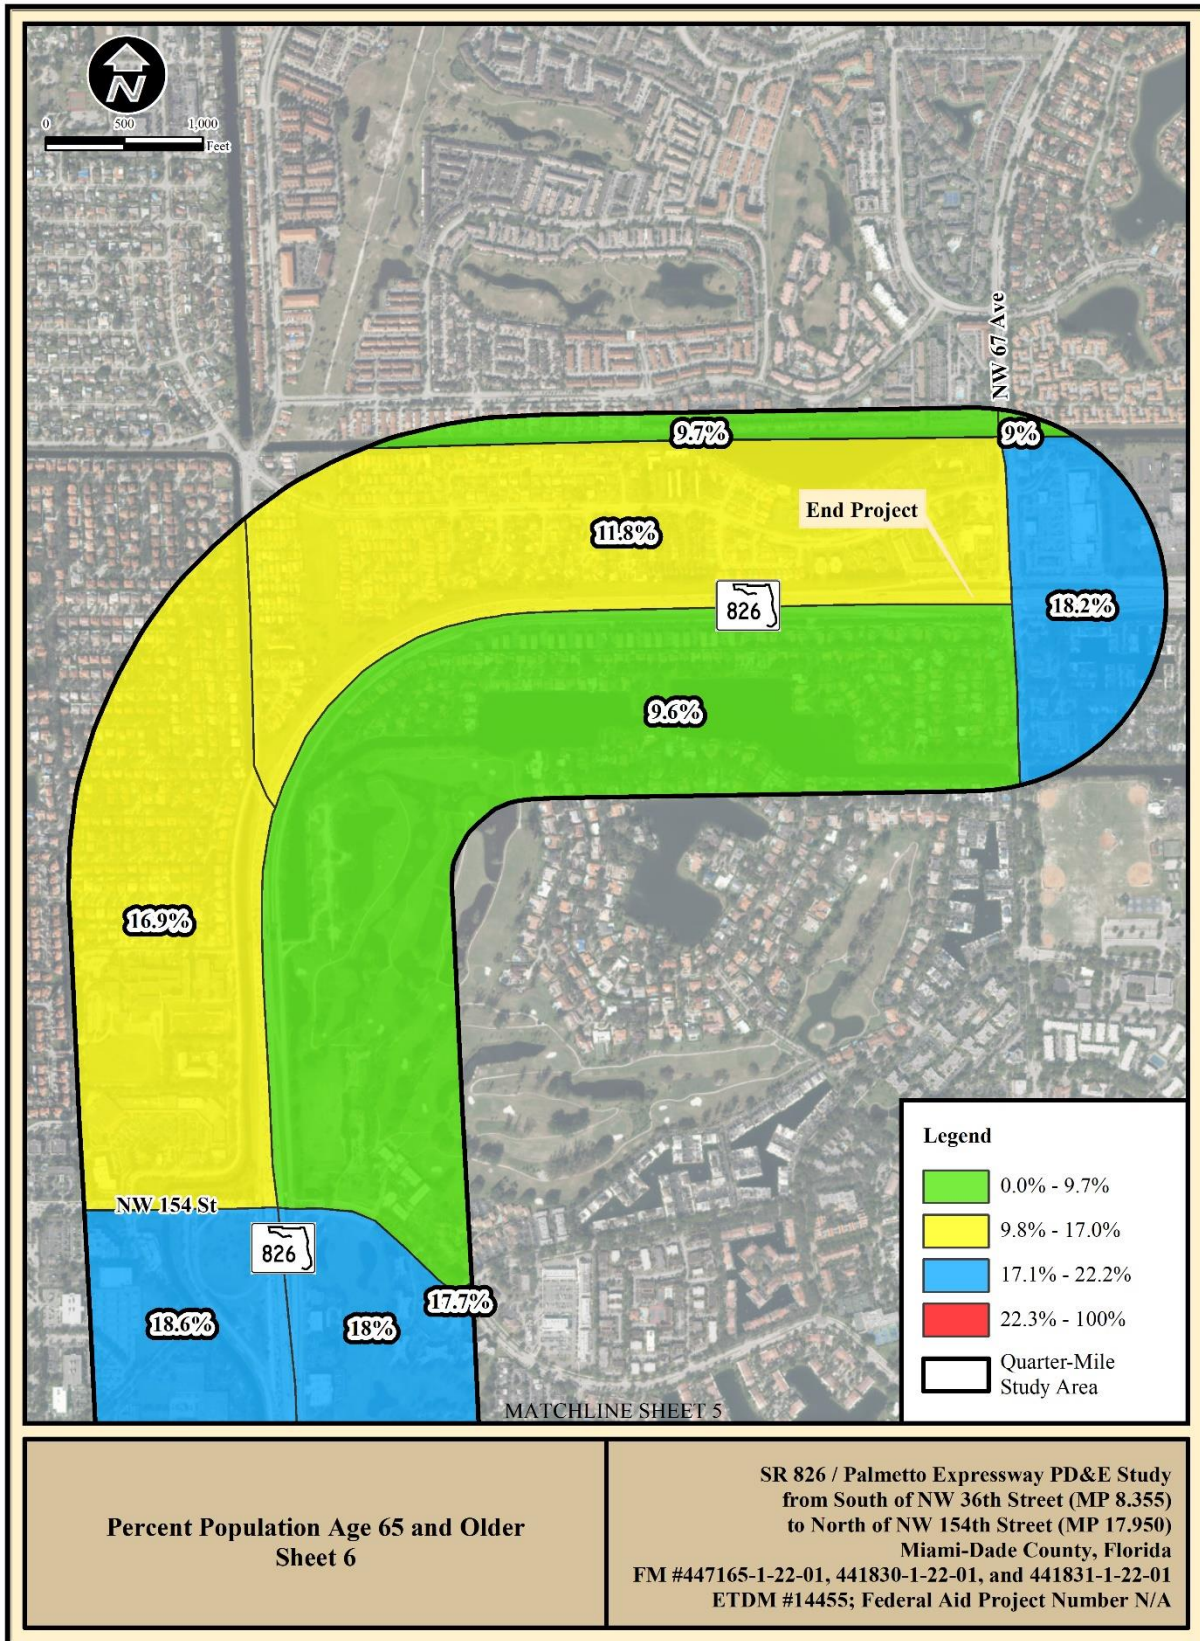 N
0 500 1,000
Feet
NW 67 Ave
9.7%
9%
End Project
11.8%
826
18.2%
9.6%
16.9%
NW 154 St
826
17.7%
18.6%
18%
MATCHLINE SHEET 5
Legend
0.0% - 9.7%
9.8% - 17.0%
17.1% - 22.2%
22.3% - 100%
Quarter-Mile
Study Area
Percent Population Age 65 and Older
Sheet 6
SR 826 / Palmetto Expressway PD&E Study
from South of NW 36th Street (MP 8.355)
to North of NW 154th Street (MP 17.950)
Miami-Dade County, Florida
FM #447165-1-22-01, 441830-1-22-01, and 441831-1-22-01
ETDM #14455; Federal Aid Project Number N/A